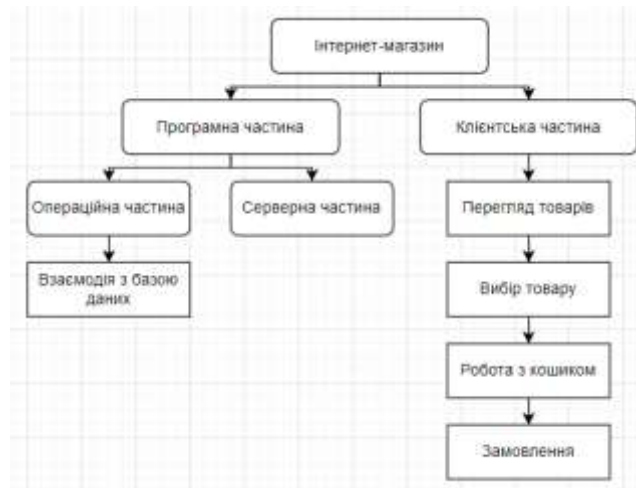 Інтернет-магазин
Програмна частина
Клієнтська частина
Операційна частина
Серверна частина
Перегляд товарів
Взаємодія з базою
даних
Вибір товару
Робота з кошиком
Замовлення